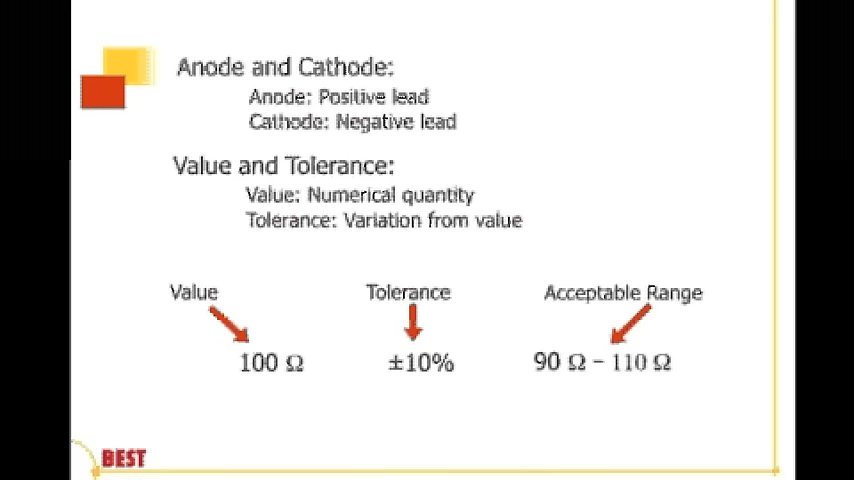 Anode and Cathode:
Anode: Positive lead
Cathode: Negative lead
Value and Tolerance:
Value: Numerical quantity
Tolerance: Variation from value
Value Tolerance Acceptable Range
100 Ω ±10% 90 Ω – 110 Ω
BEST